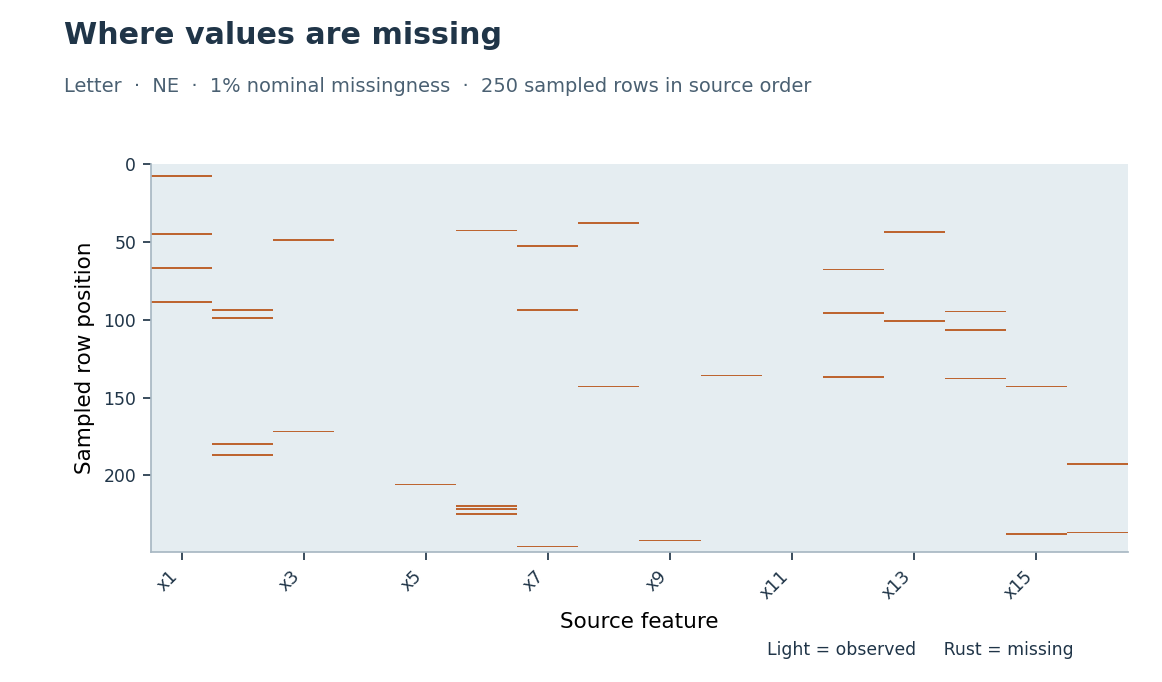 Where values are missing
Letter · NE · 1% nominal missingness · 250 sampled rows in source order
0
50
100
150
200
Sampled row position
x1
x3
x5
x7
x9
x11
x13
x15
Source feature
Light = observed Rust = missing